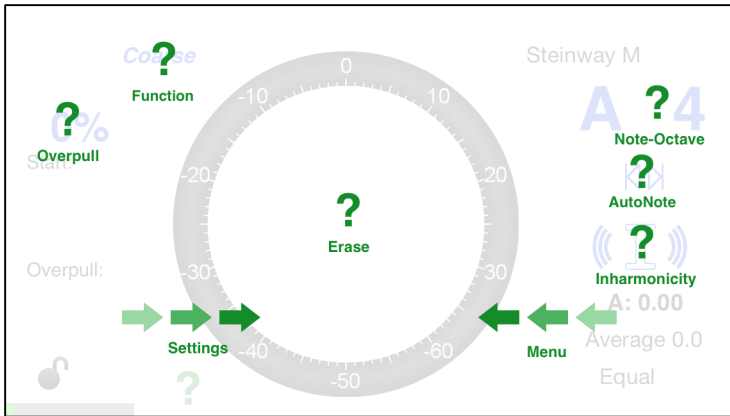 Coarse
?
Function
Steinway M
0
-10
10
A ? 4
Note-Octave
0%
?
Overpull
Start:
-20
20
?
AutoNote
?
Erase
?
Inharmonicity
Overpull:
-30
30
A: 0.00
Settings
-40
-60
Menu
Average 0.0
-50
Equal
?